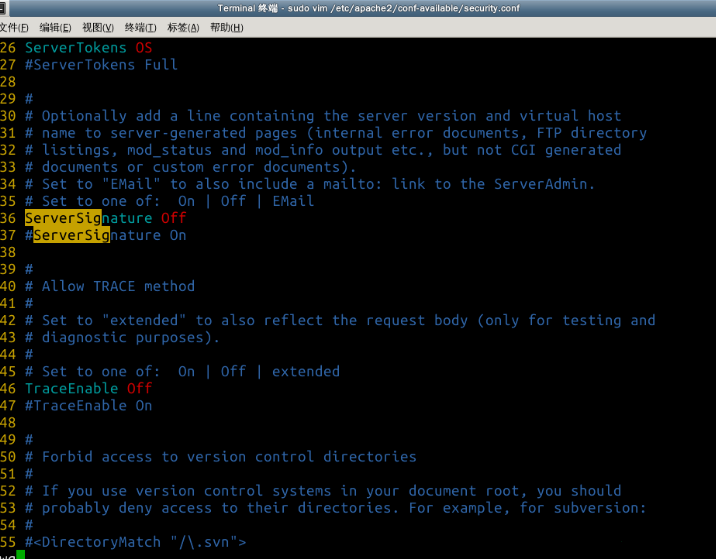 Terminal 终端 - sudo vim /etc/apache2/conf-available/security.conf
文件(F) 编辑(E) 视图(V) 终端(T) 标签(A) 帮助(H)
26 ServerTokens OS
27 #ServerTokens Full
28
29 #
30 # Optionally add a line containing the server version and virtual host
31 # name to server-generated pages (internal error documents, FTP directory
32 # listings, mod_status and mod_info output etc., but not CGI generated
33 # documents or custom error documents).
34 # Set to "EMail" to also include a mailto: link to the ServerAdmin.
35 # Set to one of:  On | Off | EMail
36 ServerSignature Off
37 #ServerSignature On
38
39 #
40 # Allow TRACE method
41 #
42 # Set to "extended" to also reflect the request body (only for testing and
43 # diagnostic purposes).
44 #
45 # Set to one of:  On | Off | extended
46 TraceEnable Off
47 #TraceEnable On
48
49 #
50 # Forbid access to version control directories
51 #
52 # If you use version control systems in your document root, you should
53 # probably deny access to their directories. For example, for subversion:
54 #
55 #<DirectoryMatch "/\.svn">